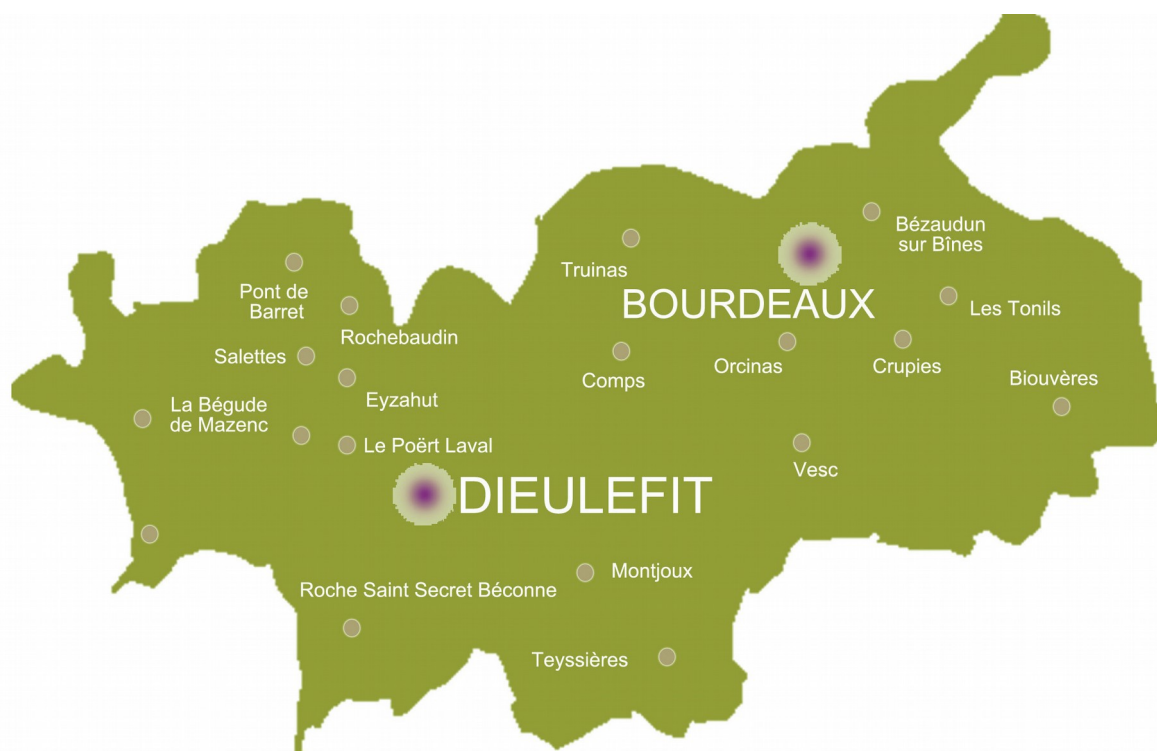 Bézaudun
sur Bînes
Truinas
Pont de
Barret
BOURDEAUX
Les Tonils
Rochebaudin
Salettes
Orcinas
Crupies
Comps
Biouvères
Eyzahut
La Bégude
de Mazenc
Le Poërt Laval
Vesc
DIEULEFIT
Montjoux
Roche Saint Secret Béconne
Teyssières